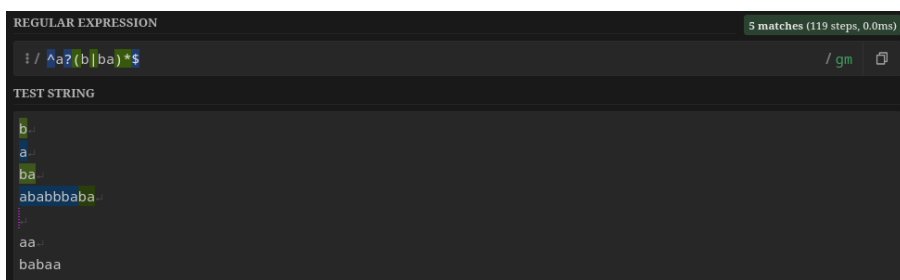 REGULAR EXPRESSION 5 matches (119 steps, 0.0ms)
⋮ / ^a?(b|ba)*$ / gm
TEST STRING
b↵
a↵
ba↵
ababbbaba↵
↵
aa↵
babaa